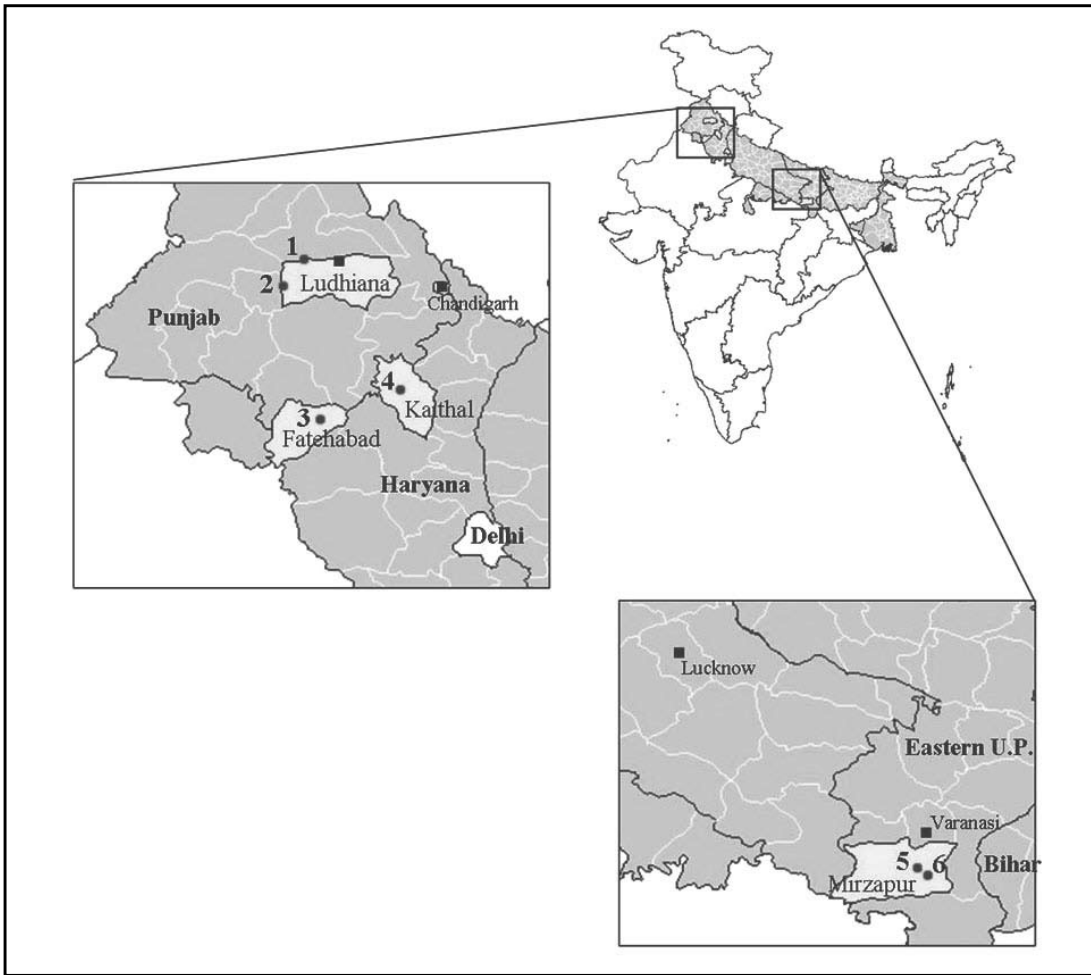 1
Ludhiana
2
Chandigarh
Punjab
4
Kaithal
3
Fatehabad
Haryana
Delhi
Lucknow
Eastern U.P.
Varanasi
5
6
Bihar
Mirzapur